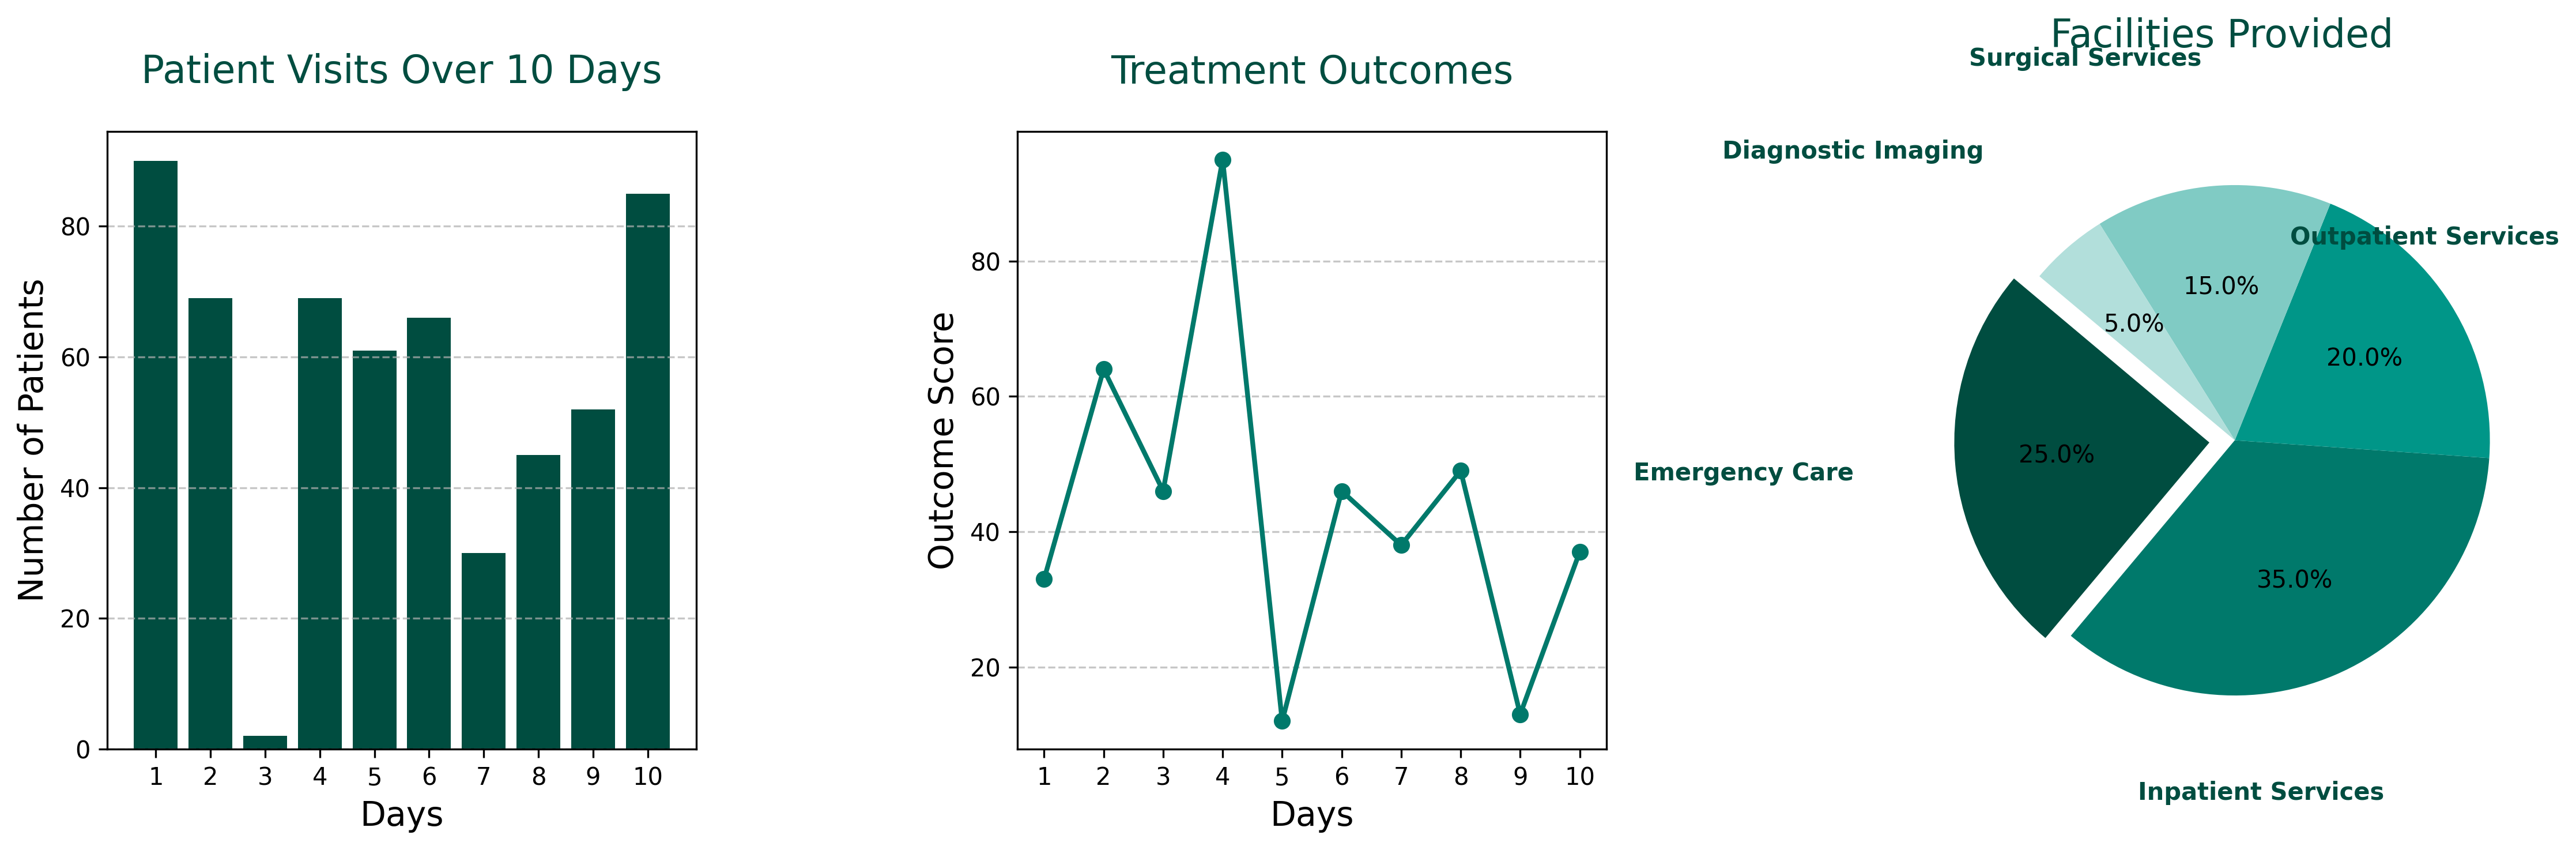 Patient Visits Over 10 Days
Number of Patients
80
60
40
20
0
1 2 3 4 5 6 7 8 9 10
Days
Treatment Outcomes
Outcome Score
80
60
40
20
1 2 3 4 5 6 7 8 9 10
Days
Facilities Provided
Surgical Services
Diagnostic Imaging
Outpatient Services
Emergency Care
Inpatient Services
15.0%
5.0%
20.0%
25.0%
35.0%